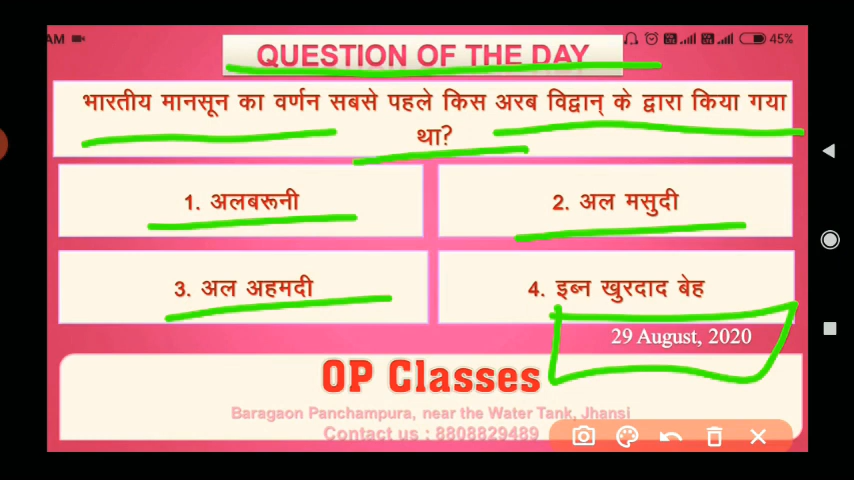 AM
45%
QUESTION OF THE DAY
भारतीय मानसून का वर्णन सबसे पहले किस अरब विद्वान् के द्वारा किया गया
था?
1. अलबरूनी
2. अल मसुदी
3. अल अहमदी
4. इब्न खुरदाद बेह
29 August, 2020
OP Classes
Baragaon Panchampura, near the Water Tank, Jhansi
Contact us : 8808829489